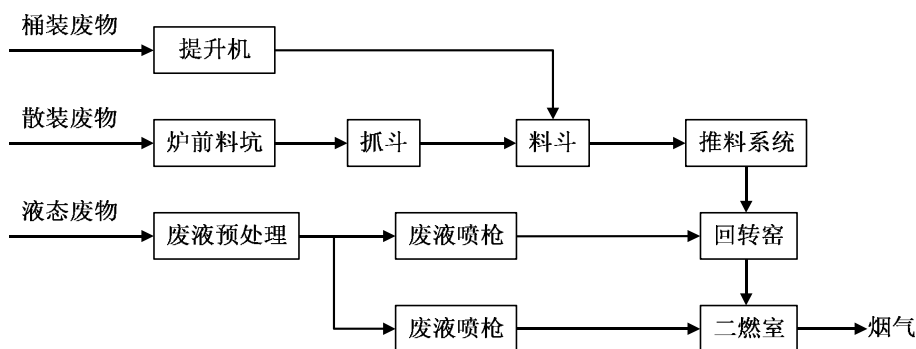 桶装废物
提升机
散装废物
炉前料坑
抓斗
料斗
推料系统
液态废物
废液预处理
废液喷枪
回转窑
废液喷枪
二燃室
烟气